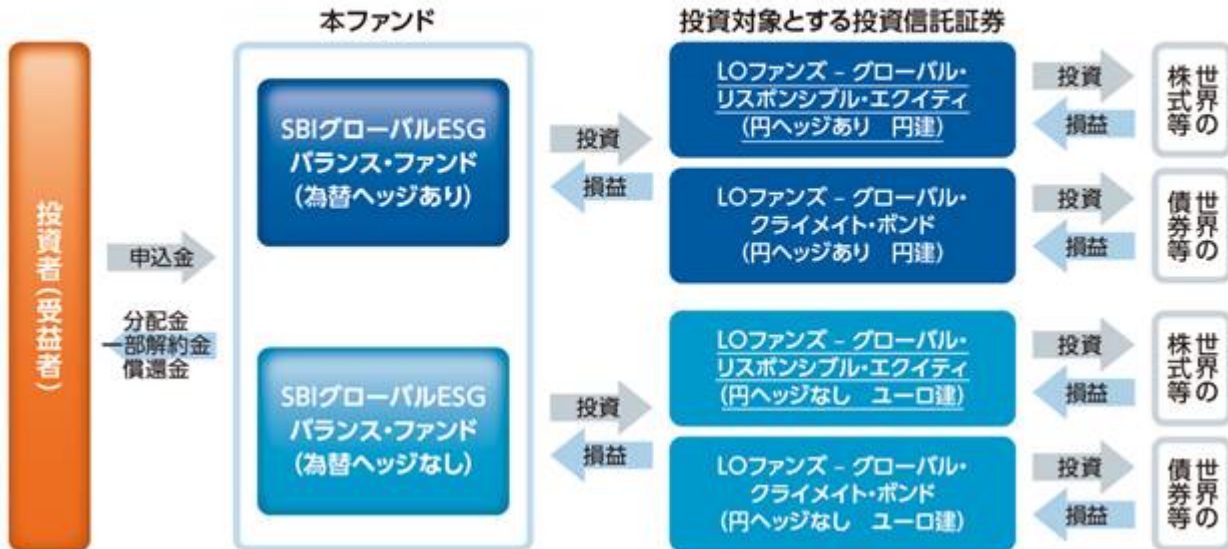 本ファンド
投資対象とする投資信託証券
投資者(受益者)
申込金
分配金
一部解約金
償還金
SBIグローバルESG
バランス・ファンド
(為替ヘッジあり)
投資
損益
LOファンズ – グローバル・
リスポンシブル・エクイティ
(円ヘッジあり 円建)
投資
損益
世界の
株式等
LOファンズ – グローバル・
クライメイト・ボンド
(円ヘッジあり 円建)
投資
損益
世界の
債券等
SBIグローバルESG
バランス・ファンド
(為替ヘッジなし)
投資
損益
LOファンズ – グローバル・
リスポンシブル・エクイティ
(円ヘッジなし ユーロ建)
投資
損益
世界の
株式等
LOファンズ – グローバル・
クライメイト・ボンド
(円ヘッジなし ユーロ建)
投資
損益
世界の
債券等